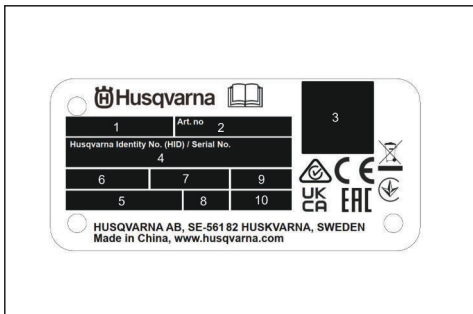 Husqvarna
1
Art. no 2
3
Husqvarna Identity No. (HID) / Serial No.
4
6 7 9
5 8 10
CE
UK
CA
EAC
HUSQVARNA AB, SE-561 82 HUSKVARNA, SWEDEN
Made in China, www.husqvarna.com